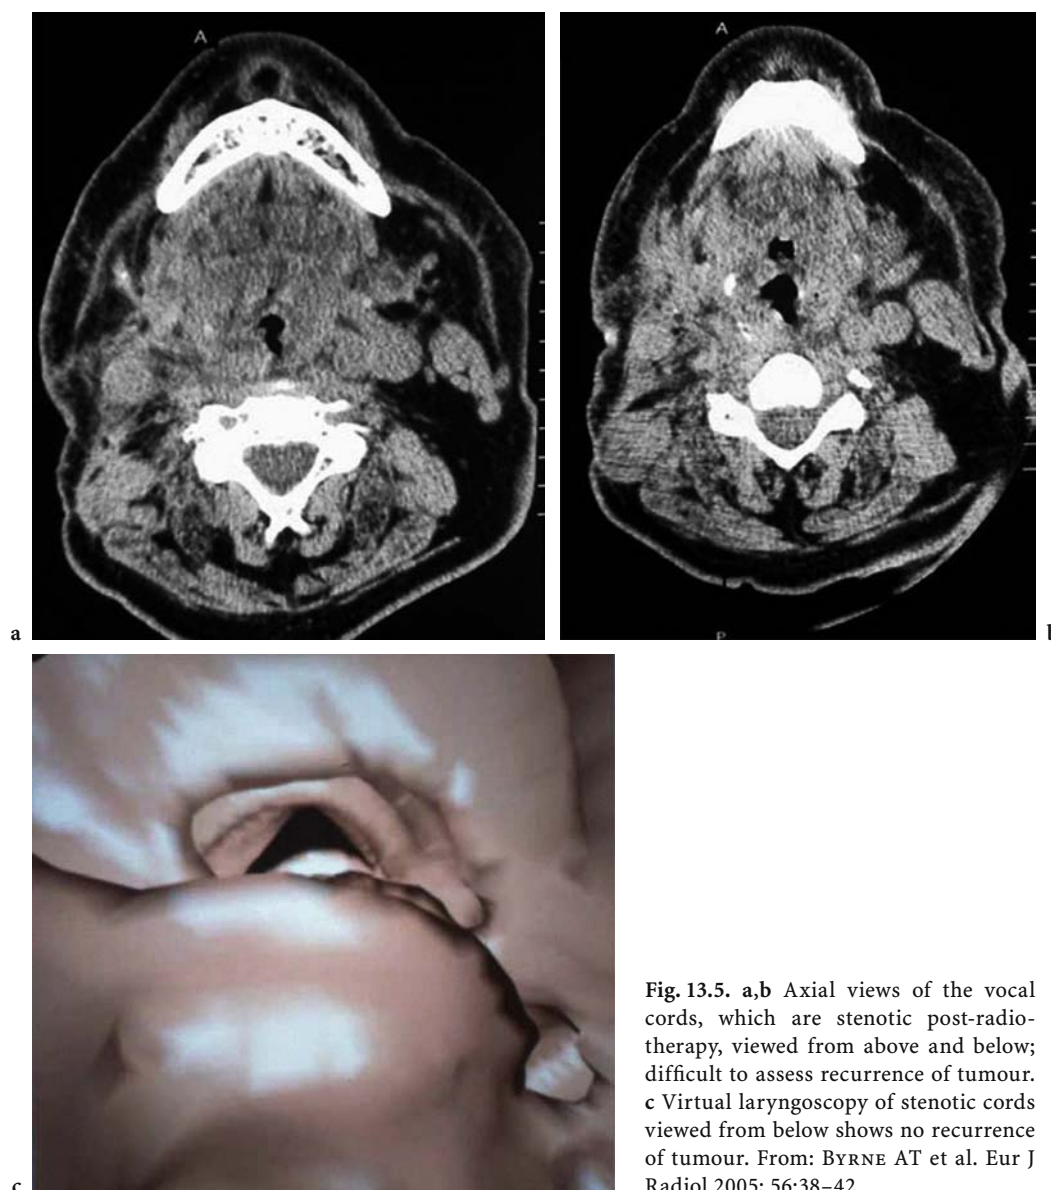 A
A
a
P
b
c
Fig. 13.5. a,b Axial views of the vocal
cords, which are stenotic post-radio-
therapy, viewed from above and below;
difficult to assess recurrence of tumour.
c Virtual laryngoscopy of stenotic cords
viewed from below shows no recurrence
of tumour. From: BYRNE AT et al. Eur J
Radiol 2005; 56:38–42